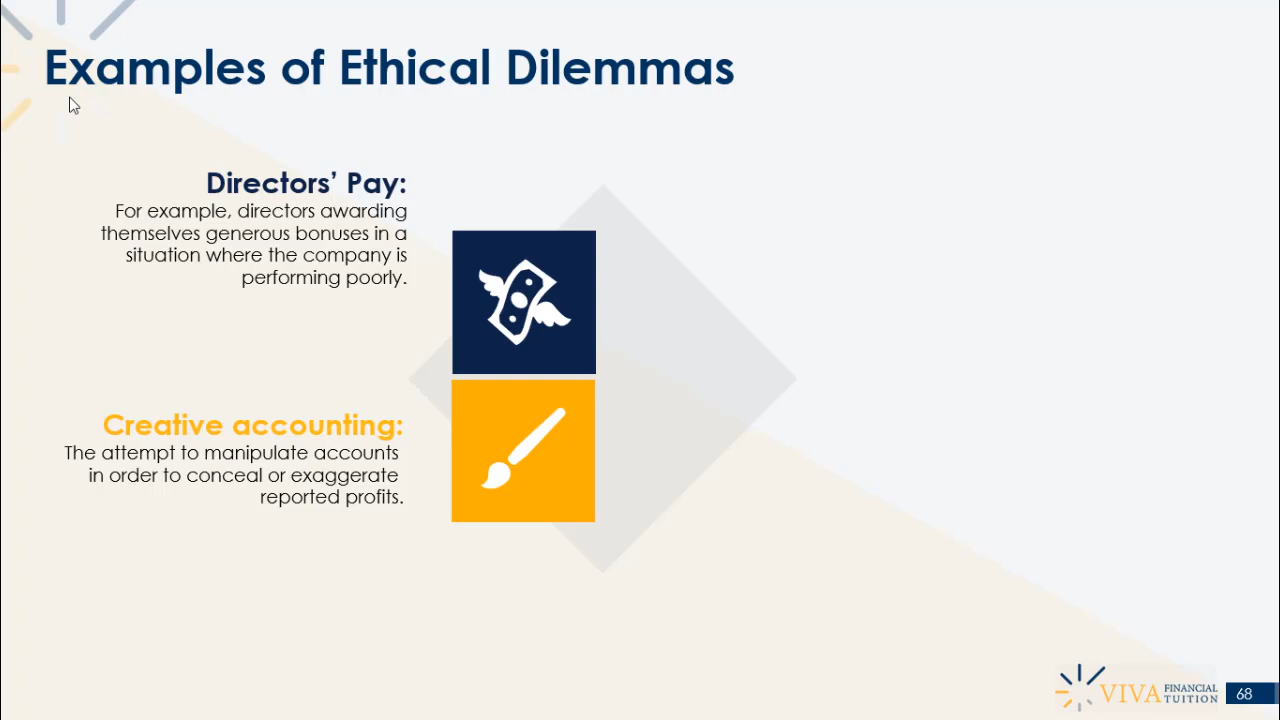 Examples of Ethical Dilemmas
Directors’ Pay:
For example, directors awarding
themselves generous bonuses in a
situation where the company is
performing poorly.
Creative accounting:
The attempt to manipulate accounts
in order to conceal or exaggerate
reported profits.
VIVA FINANCIAL
TUITION
68